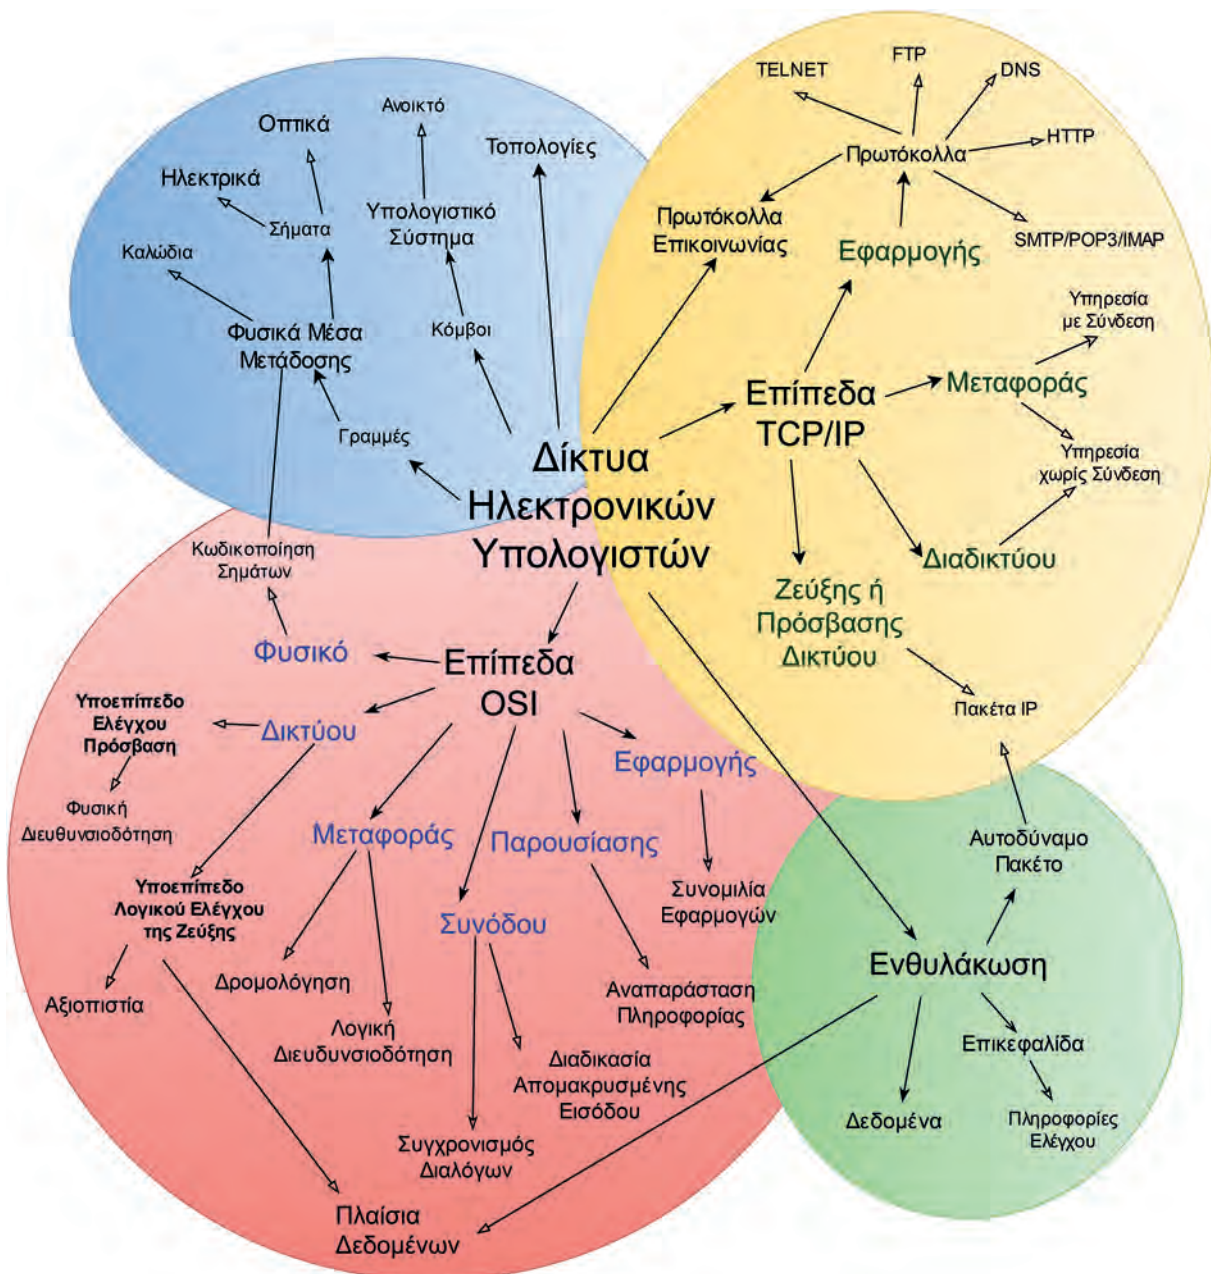 FTP
TELNET
DNS
HTTP
Πρωτόκολλα
SMTP/POP3/IMAP
Πρωτόκολλα
Επικοινωνίας
Εφαρμογής
Ανοικτό
Οπτικά
Τοπολογίες
Ηλεκτρικά
Υπολογιστικό
Σύστημα
Σήματα
Καλώδια
Φυσικά Μέσα
Μετάδοσης
Κόμβοι
Γραμμές
Υπηρεσία
με Σύνδεση
Μεταφοράς
Επίπεδα
TCP/IP
Υπηρεσία
χωρίς Σύνδεση
Διαδικτύου
Ζεύξης ή
Πρόσβασης
Δικτύου
Πακέτα IP
Δίκτυα
Ηλεκτρονικών
Υπολογιστών
Κωδικοποίηση
Σημάτων
Φυσικό
Επίπεδα
OSI
Υποεπίπεδο
Ελέγχου
Πρόσβαση
Δικτύου
Εφαρμογής
Φυσική
Διευθυνσιοδότηση
Μεταφοράς
Παρουσίασης
Υποεπίπεδο
Λογικού Ελέγχου
της Ζεύξης
Συνόδου
Συνομιλία
Εφαρμογών
Αξιοπιστία
Δρομολόγηση
Λογική
Διευδυνσιοδότηση
Αναπαράσταση
Πληροφορίας
Διαδικασία
Απομακρυσμένης
Εισόδου
Συγχρονισμός
Διαλόγων
Πλαίσια
Δεδομένων
Αυτοδύναμο
Πακέτο
Ενθυλάκωση
Επικεφαλίδα
Δεδομένα
Πληροφορίες
Ελέγχου